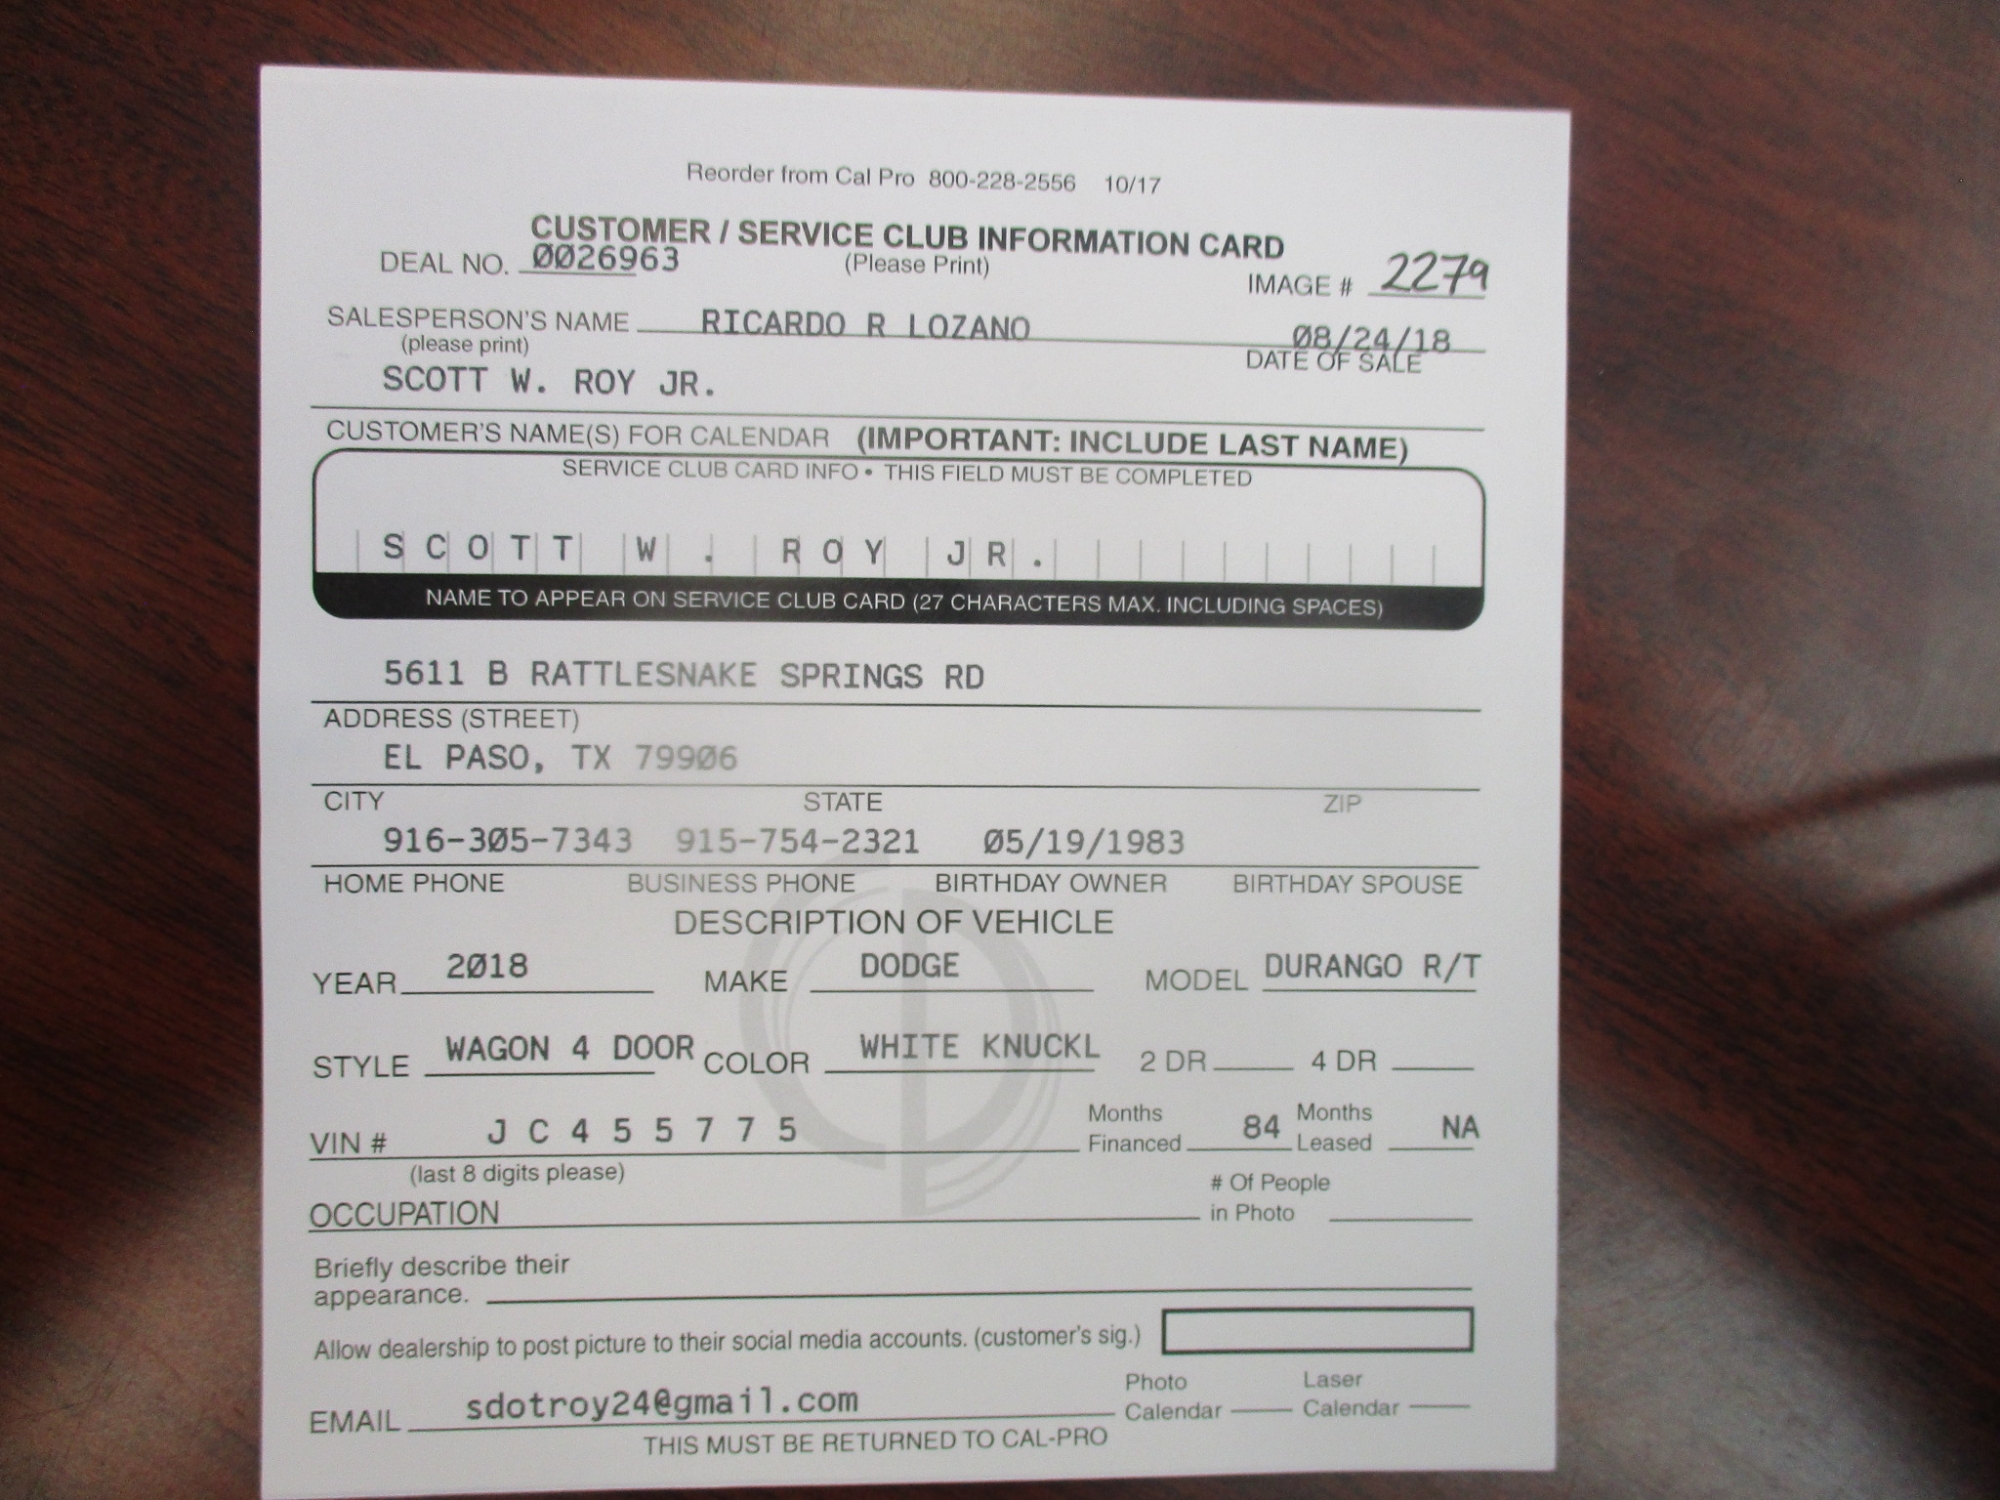 Reorder from Cal Pro 800-228-2556 10/17
CUSTOMER / SERVICE CLUB INFORMATION CARD
DEAL NO. 0026963 (Please Print) IMAGE # 2279
SALESPERSON'S NAME RICARDO R LOZANO 08/24/18
(please print) DATE OF SALE
SCOTT W. ROY JR.
CUSTOMER'S NAME(S) FOR CALENDAR (IMPORTANT: INCLUDE LAST NAME)
SERVICE CLUB CARD INFO • THIS FIELD MUST BE COMPLETED
SCOTT W. ROY JR.
NAME TO APPEAR ON SERVICE CLUB CARD (27 CHARACTERS MAX. INCLUDING SPACES)
5611 B RATTLESNAKE SPRINGS RD
ADDRESS (STREET)
EL PASO, TX 79906
CITY STATE ZIP
916-305-7343 915-754-2321 05/19/1983
HOME PHONE BUSINESS PHONE BIRTHDAY OWNER BIRTHDAY SPOUSE
DESCRIPTION OF VEHICLE
YEAR 2018 MAKE DODGE MODEL DURANGO R/T
STYLE WAGON 4 DOOR COLOR WHITE KNUCKL 2 DR 4 DR
VIN # JC455775 Months Financed 84 Months Leased NA
(last 8 digits please)
OCCUPATION # Of People in Photo
Briefly describe their
appearance.
Allow dealership to post picture to their social media accounts. (customer's sig.)
EMAIL sdotroy24@gmail.com Photo Calendar Laser Calendar
THIS MUST BE RETURNED TO CAL-PRO